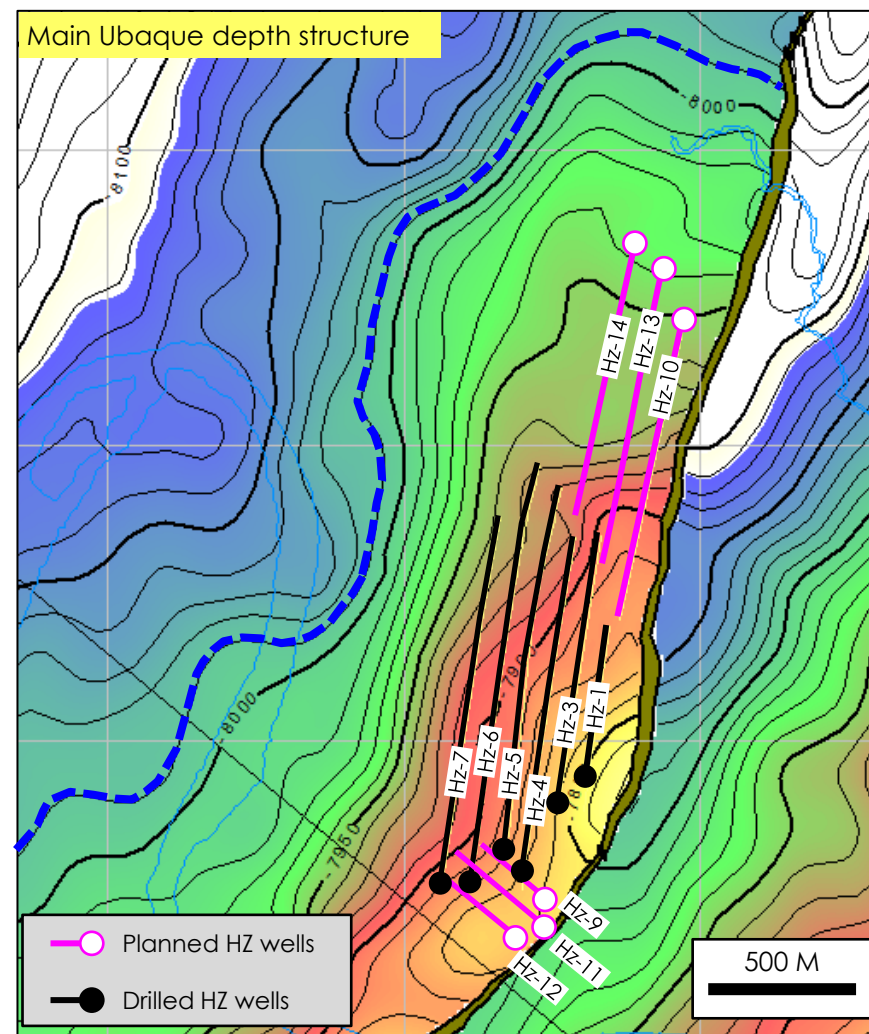 Main Ubaque depth structure
-8000
-8100
Hz-14
Hz-13
Hz-10
-7900
Hz-7
Hz-6
Hz-5
Hz-4
Hz-3
Hz-1
-8000
-78
-7950
Hz-9
Hz-11
Hz-12
Planned HZ wells
Drilled HZ wells
500 M